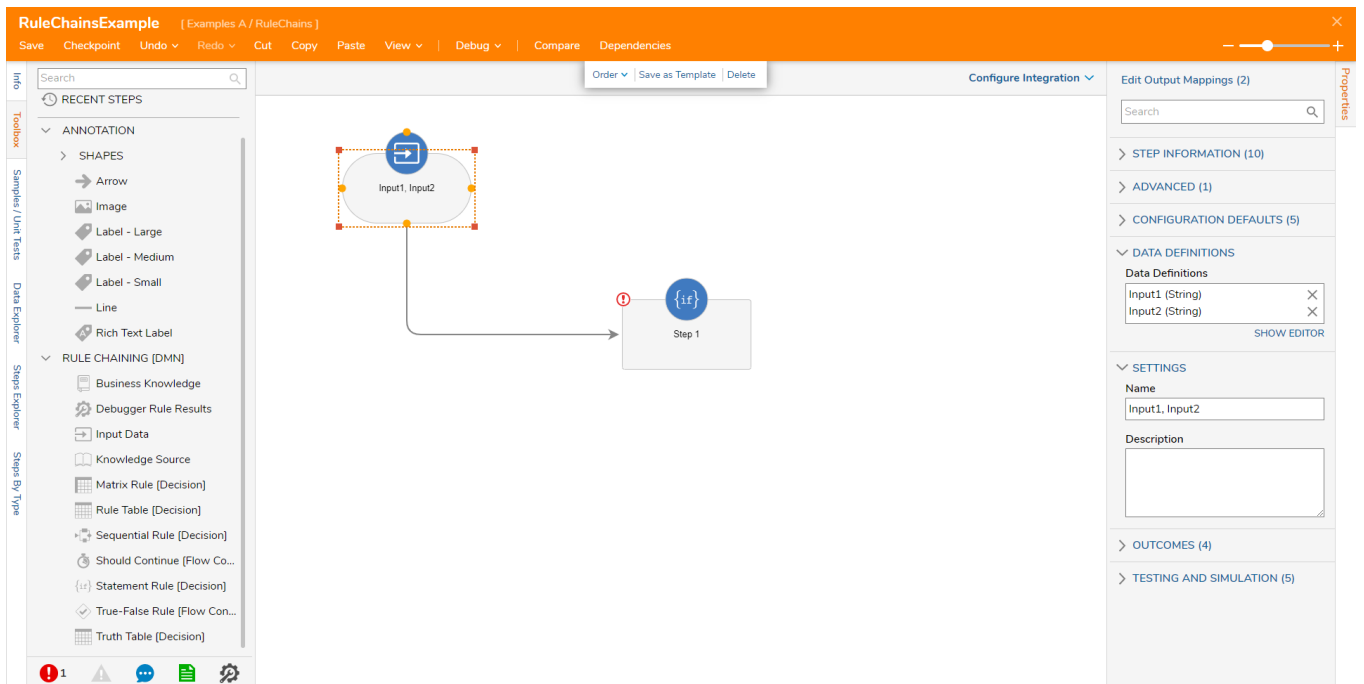 RuleChainsExample [ Examples A / RuleChains ]
Save Checkpoint Undo Redo Cut Copy Paste View Debug Compare Dependencies
Info
Toolbox
Samples / Unit Tests
Data Explorer
Steps Explorer
Steps By Type
Search
RECENT STEPS
ANNOTATION
SHAPES
Arrow
Image
Label - Large
Label - Medium
Label - Small
Line
Rich Text Label
RULE CHAINING [DMN]
Business Knowledge
Debugger Rule Results
Input Data
Knowledge Source
Matrix Rule [Decision]
Rule Table [Decision]
Sequential Rule [Decision]
Should Continue [Flow Co...
{if} Statement Rule [Decision]
True-False Rule [Flow Con...
Truth Table [Decision]
1
Order Save as Template Delete
Configure Integration
Input1, Input2
{if}
Step 1
Edit Output Mappings (2)
Search
STEP INFORMATION (10)
ADVANCED (1)
CONFIGURATION DEFAULTS (5)
DATA DEFINITIONS
Data Definitions
Input1 (String)
Input2 (String)
SHOW EDITOR
SETTINGS
Name
Input1, Input2
Description
OUTCOMES (4)
TESTING AND SIMULATION (5)
Properties